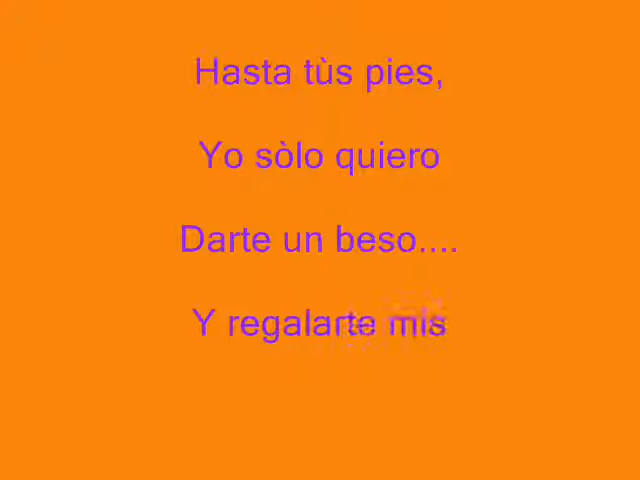 Hasta tùs pies,
Yo sòlo quiero
Darte un beso....
Y regalarte mis